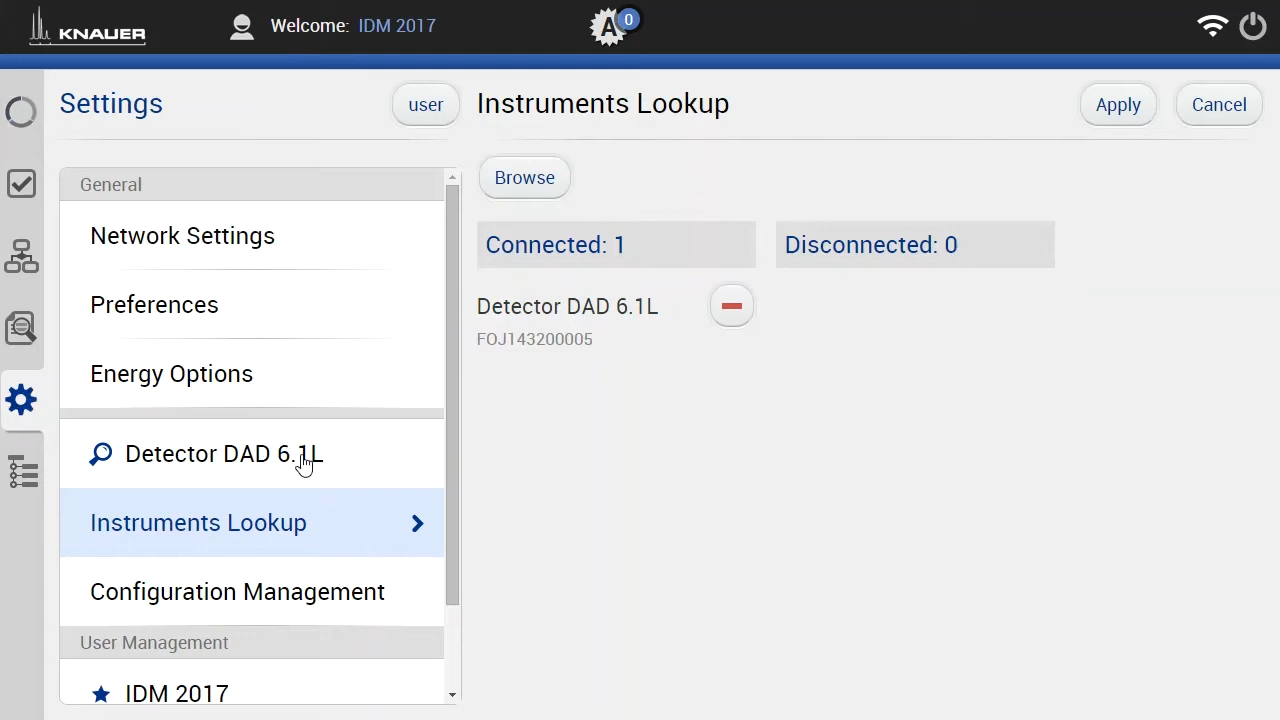 KNAUER
Welcome: IDM 2017
A 0
Settings
user
Instruments Lookup
Apply
Cancel
General
Network Settings
Preferences
Energy Options
Detector DAD 6.1L
Instruments Lookup
Configuration Management
User Management
IDM 2017
Browse
Connected: 1
Disconnected: 0
Detector DAD 6.1L
FOJ143200005